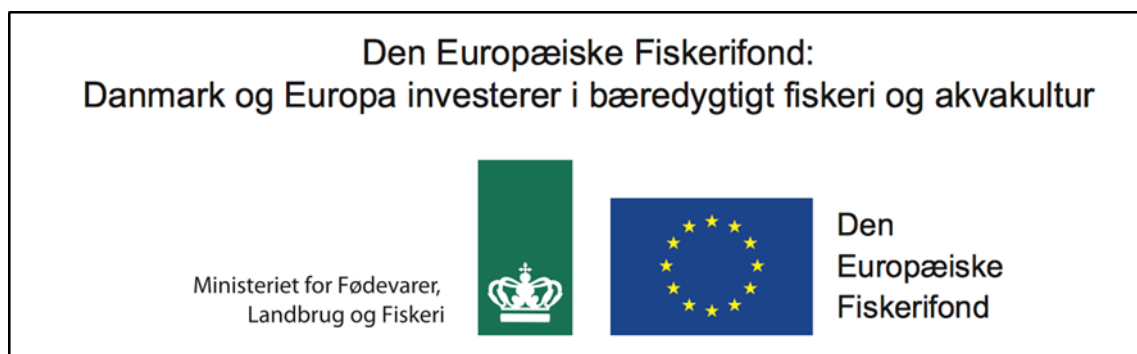 Den Europæiske Fiskerifond:
Danmark og Europa investerer i bæredygtigt fiskeri og akvakultur
Ministeriet for Fødevarer,
Landbrug og Fiskeri
Den
Europæiske
Fiskerifond